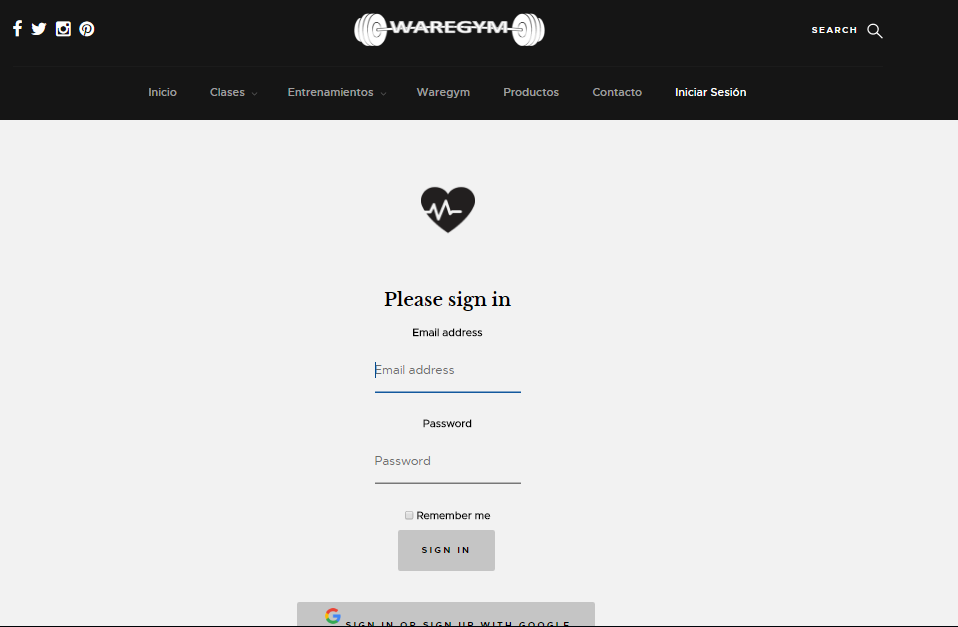 WAREGYM
SEARCH
Inicio Clases Entrenamientos Waregym Productos Contacto Iniciar Sesión
Please sign in
Email address
Email address
Password
Password
Remember me
SIGN IN
SIGN IN OR SIGN UP WITH GOOGLE